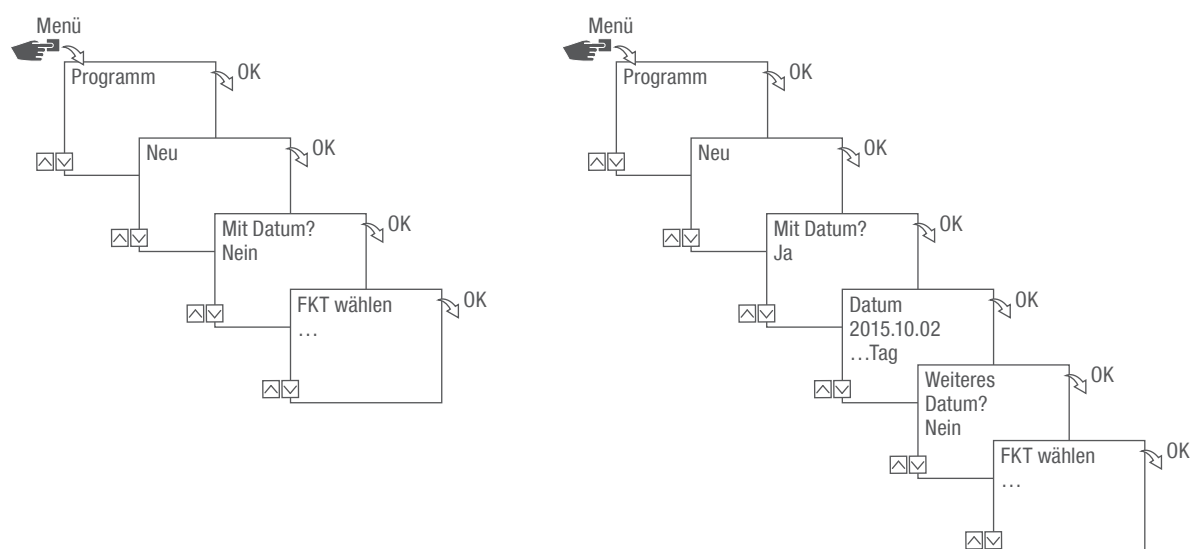 Menü
Programm
OK
Neu
OK
Mit Datum?
Nein
OK
FKT wählen
...
OK
Menü
Programm
OK
Neu
OK
Mit Datum?
Ja
OK
Datum
2015.10.02
...Tag
OK
Weiteres
Datum?
Nein
OK
FKT wählen
...
OK